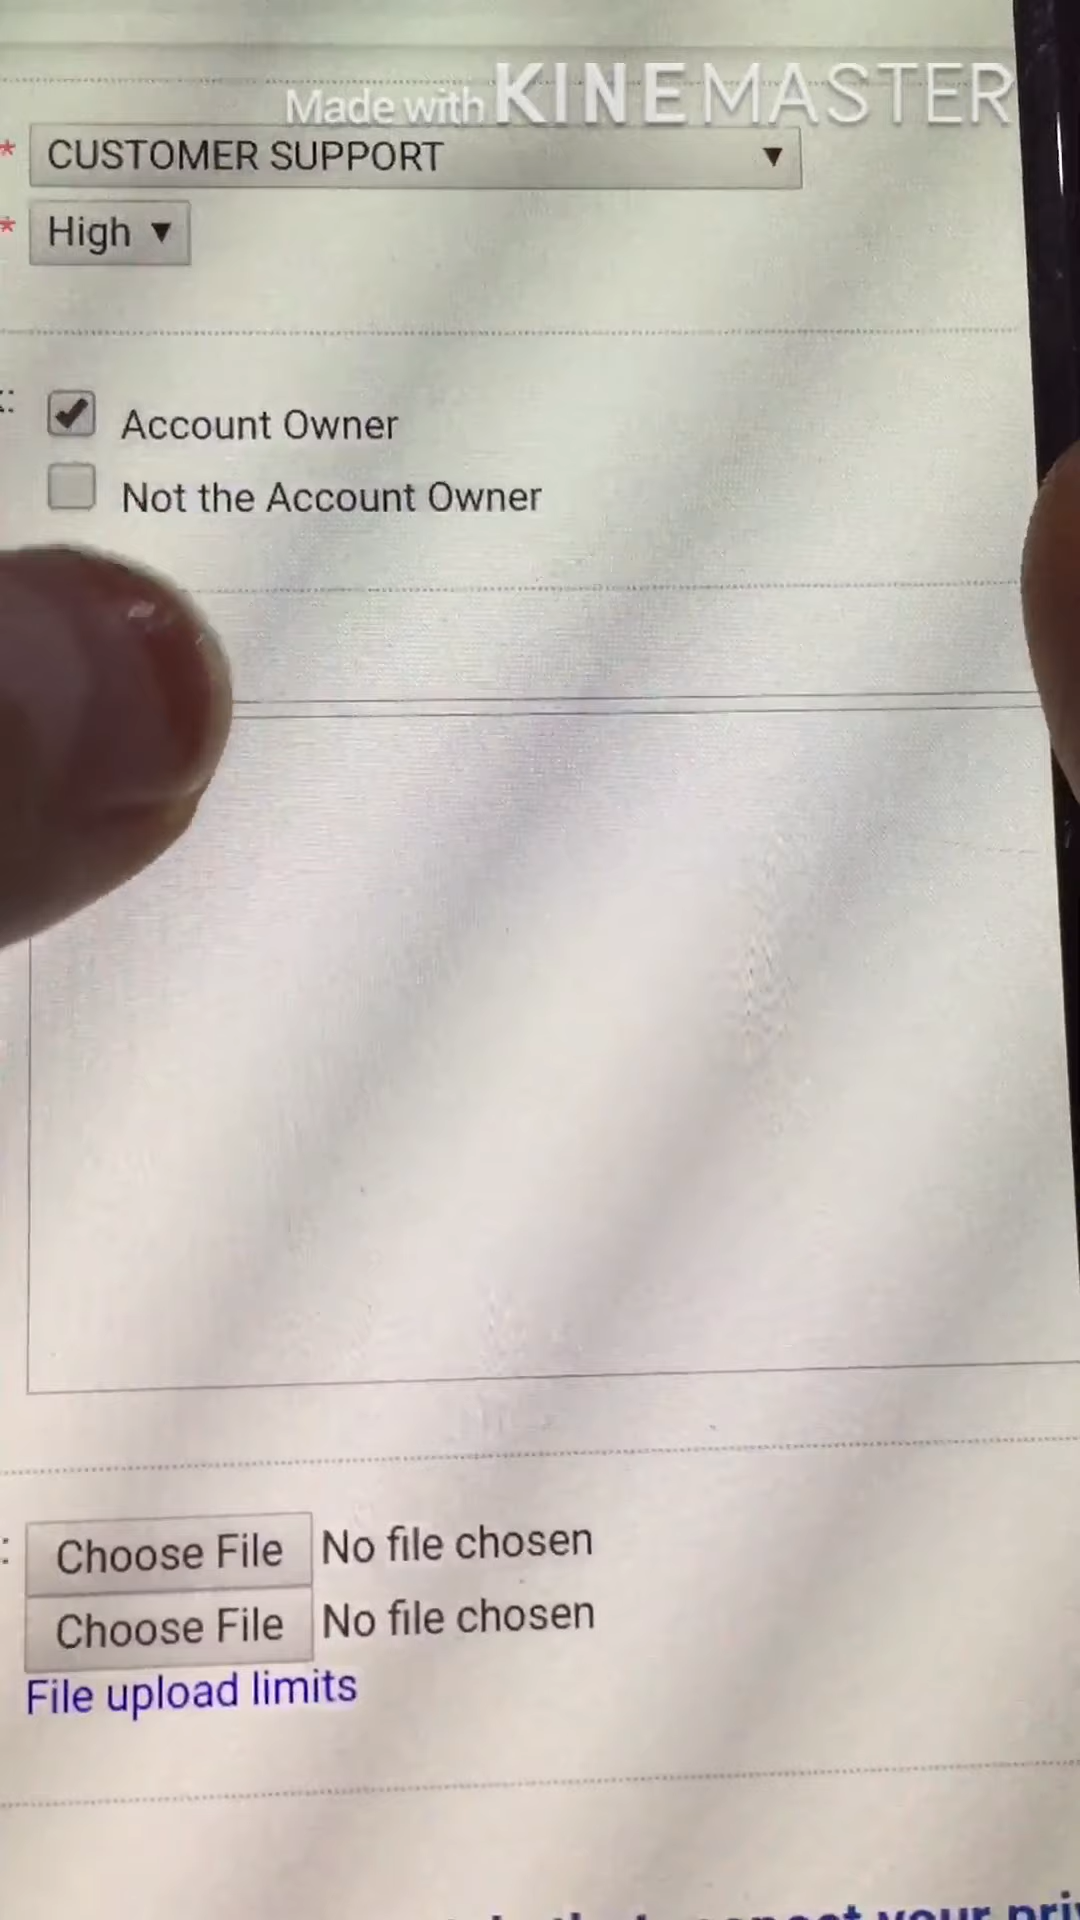 Made with KINEMASTER
* CUSTOMER SUPPORT
* High
Account Owner
Not the Account Owner
: Choose File No file chosen
Choose File No file chosen
File upload limits
your